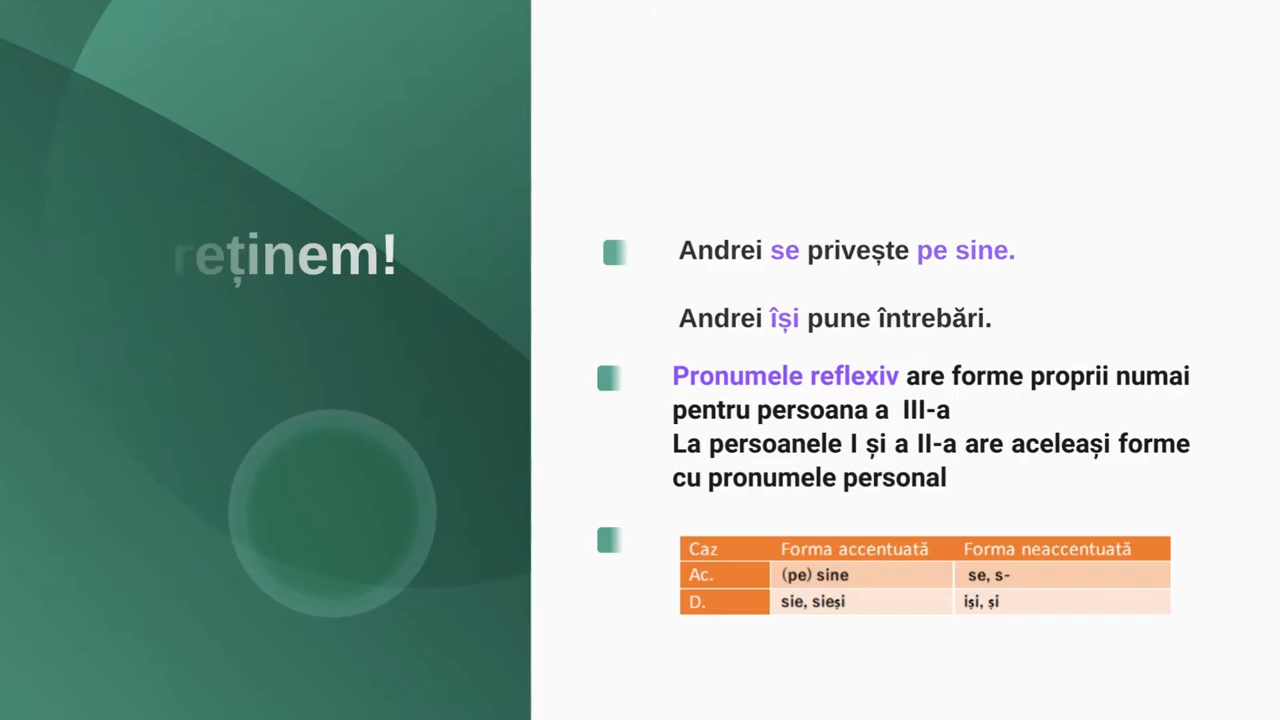 reținem!
Andrei se privește pe sine.
Andrei își pune întrebări.
Pronumele reflexiv are forme proprii numai
pentru persoana a III-a
La persoanele I și a II-a are aceleași forme
cu pronumele personal
Caz Forma accentuată Forma neaccentuată
Ac. (pe) sine se, s-
D. sie, sieși iși, și